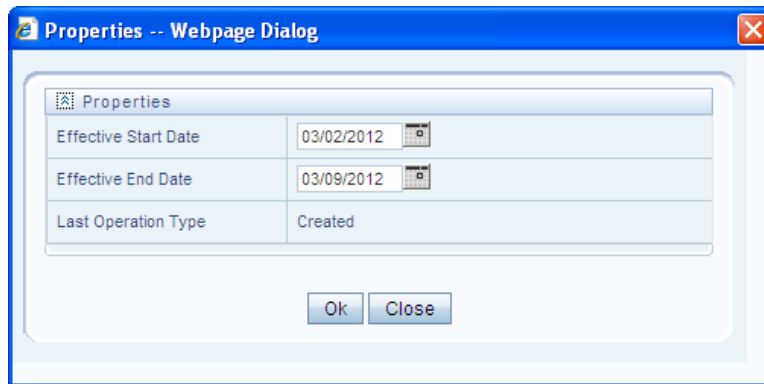 Properties -- Webpage Dialog
Properties
Effective Start Date 03/02/2012
Effective End Date 03/09/2012
Last Operation Type Created
Ok Close